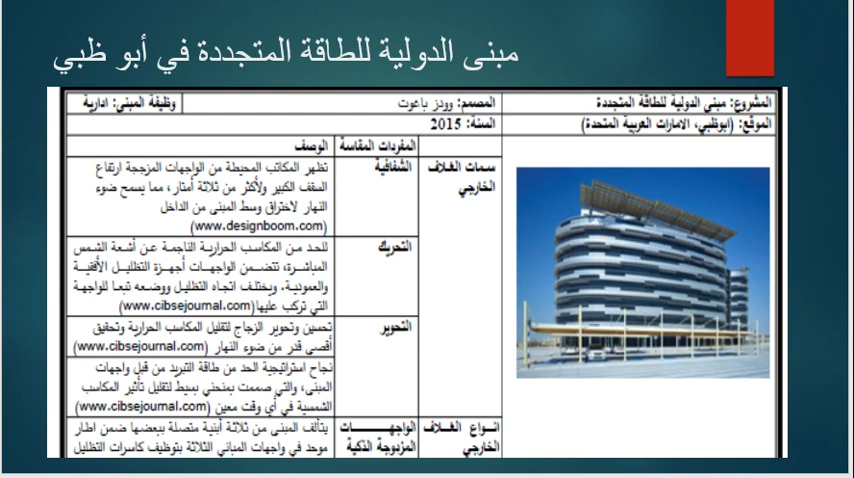 مبنى الدولية للطاقة المتجددة في أبو ظبي
المشروع: مبنى الدولية للطاقة المتجددة
المصمم: وودز باغوت
وظيفة المبنى: ادارية
الموقع: (ابوظبي، الامارات العربية المتحدة)
السنة: 2015
المفردات المقاسة
الوصف
سمات الغلاف
الخارجي
الشفافية
تظهر المكاتب المحيطة من الواجهات المزججة ارتفاع
السقف الكبير ولأكثر من ثلاثة أمتار، مما يسمح ضوء
النهار لاختراق وسط المبنى من الداخل
(www.designboom.com)
التحريك
للحد من المكاسب الحرارية الناجمة عن أشعة الشمس
المباشرة، تتضمن الواجهات أجهزة التظليل الأفقية
والعمودية. ويختلف اتجاه التظليل ووضعه تبعا للواجهة
التي تركب عليها(www.cibsejournal.com)
التحوير
تحسين وتحوير الزجاج لتقليل المكاسب الحرارية وتحقيق
أقصى قدر من ضوء النهار (www.cibsejournal.com)
نجاح استراتيجية الحد من طاقة التبريد من قبل واجهات
المبنى، والتي صممت بمنحني بسيط لتقليل تأثير المكاسب
الشمسية في أي وقت معين (www.cibsejournal.com)
انواع الغلاف
الخارجي
الواجهات
المزدوجة الذكية
يتألف المبنى من ثلاثة أبنية متصلة ببعضها ضمن اطار
موحد في واجهات المباني الثلاثة بتوظيف كاسرات التظليل